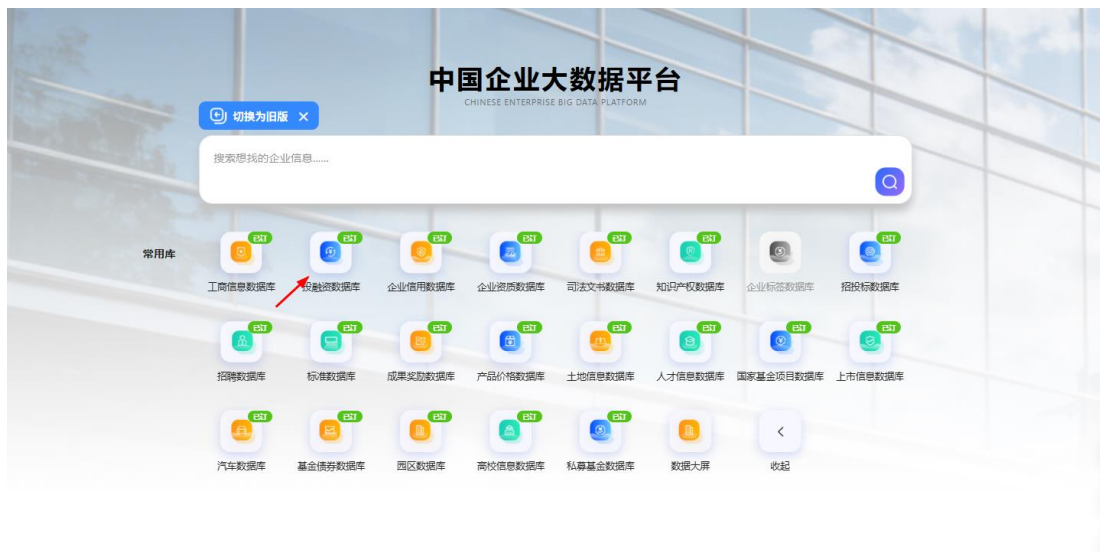 中国企业大数据平台
CHINESE ENTERPRISE BIG DATA PLATFORM
切换为旧版 ×
搜索想找的企业信息......
常用库
已订 已订 已订 已订 已订 已订 已订
工商信息数据库 投融资数据库 企业信用数据库 企业资质数据库 司法文书数据库 知识产权数据库 企业标签数据库 招投标数据库
已订 已订 已订 已订 已订 已订 已订 已订
招聘数据库 标准数据库 成果奖励数据库 产品价格数据库 土地信息数据库 人才信息数据库 国家基金项目数据库 上市信息数据库
已订 已订 已订 已订 已订
汽车数据库 基金债券数据库 园区数据库 高校信息数据库 私募基金数据库 数据大屏 收起